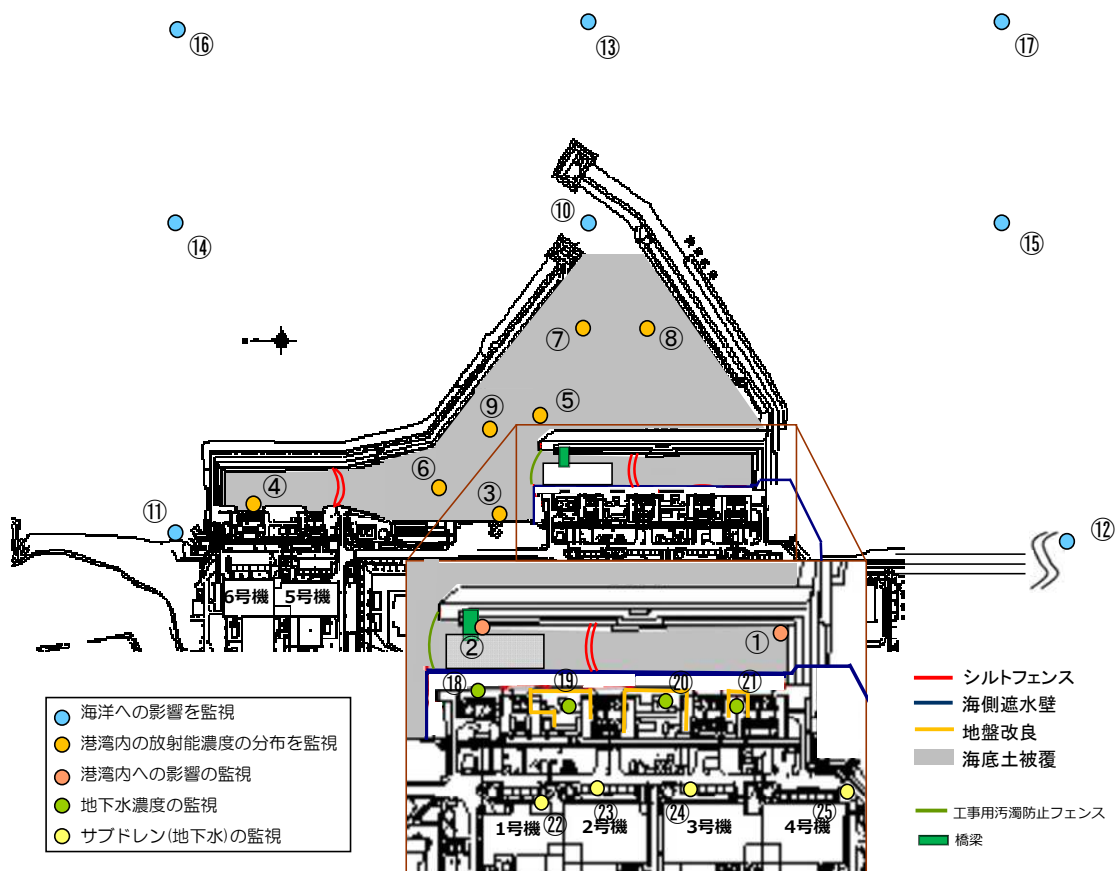 ⑯
⑬
⑰
⑩
⑭
⑮
⑦
⑧
⑤
⑨
⑥
④
③
⑪
⑫
6号機
5号機
①
②
⑱
⑲
⑳
㉑
㉒
㉓
㉔
㉕
1号機
2号機
3号機
4号機
海洋への影響を監視
港湾内の放射能濃度の分布を監視
港湾内への影響の監視
地下水濃度の監視
サブドレン(地下水)の監視
シルトフェンス
海側遮水壁
地盤改良
海底土被覆
工事用汚濁防止フェンス
橋梁